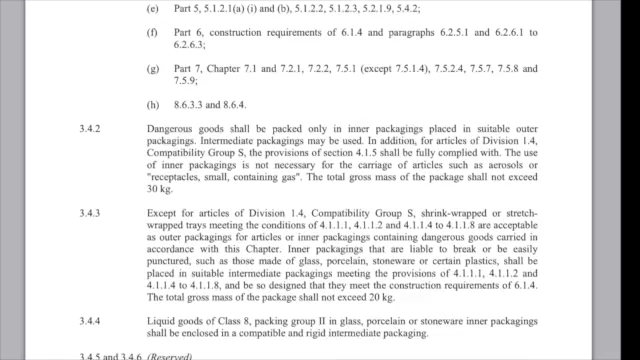 (e) Part 5, 5.1.2.1(a) (i) and (b), 5.1.2.2, 5.1.2.3, 5.2.1.9, 5.4.2;
(f) Part 6, construction requirements of 6.1.4 and paragraphs 6.2.5.1 and 6.2.6.1 to
6.2.6.3;
(g) Part 7, Chapter 7.1 and 7.2.1, 7.2.2, 7.5.1 (except 7.5.1.4), 7.5.2.4, 7.5.7, 7.5.8 and
7.5.9;
(h) 8.6.3.3 and 8.6.4.
3.4.2 Dangerous goods shall be packed only in inner packagings placed in suitable outer
packagings. Intermediate packagings may be used. In addition, for articles of Division 1.4,
Compatibility Group S, the provisions of section 4.1.5 shall be fully complied with. The
use of inner packagings is not necessary for the carriage of articles such as aerosols or
"receptacles, small, containing gas". The total gross mass of the package shall not exceed
30 kg.
3.4.3 Except for articles of Division 1.4, Compatibility Group S, shrink-wrapped or stretch-
wrapped trays meeting the conditions of 4.1.1.1, 4.1.1.2 and 4.1.1.4 to 4.1.1.8 are acceptable
as outer packagings for articles or inner packagings containing dangerous goods carried in
accordance with this Chapter. Inner packagings that are liable to break or be easily
punctured, such as those made of glass, porcelain, stoneware or certain plastics, shall be
placed in suitable intermediate packagings meeting the provisions of 4.1.1.1, 4.1.1.2 and
4.1.1.4 to 4.1.1.8, and be so designed that they meet the construction requirements of 6.1.4.
The total gross mass of the package shall not exceed 20 kg.
3.4.4 Liquid goods of Class 8, packing group II in glass, porcelain or stoneware inner packagings
shall be enclosed in a compatible and rigid intermediate packaging.
3.4.5 and 3.4.6 (Reserved)